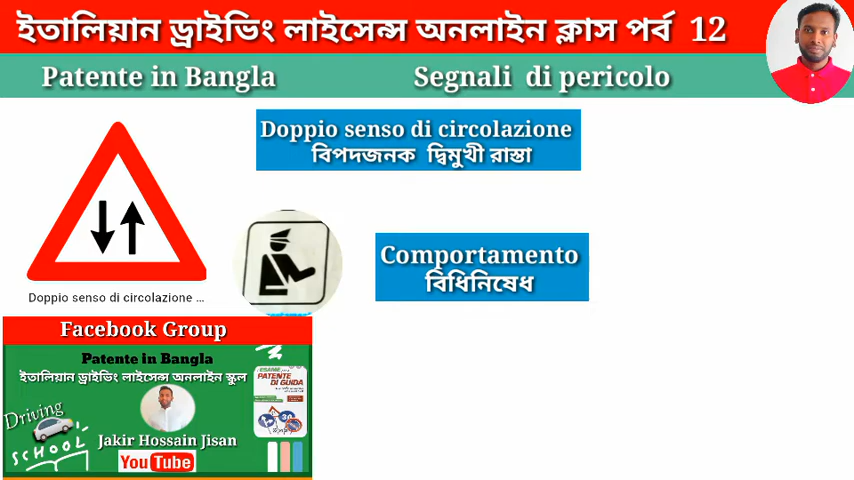 ইতালিয়ান ড্রাইভিং লাইসেন্স অনলাইন ক্লাস পর্ব 12
Patente in Bangla
Segnali di pericolo
Doppio senso di circolazione
বিপদজনক দ্বিমুখী রাস্তা
Comportamento
বিধিনিষেধ
Doppio senso di circolazione ...
Facebook Group
Patente in Bangla
ইতালিয়ান ড্রাইভিং লাইসেন্স অনলাইন স্কুল
PATENTE
DI GUIDA
30
Driving
SCHOOL
Jakir Hossain Jisan
YouTube